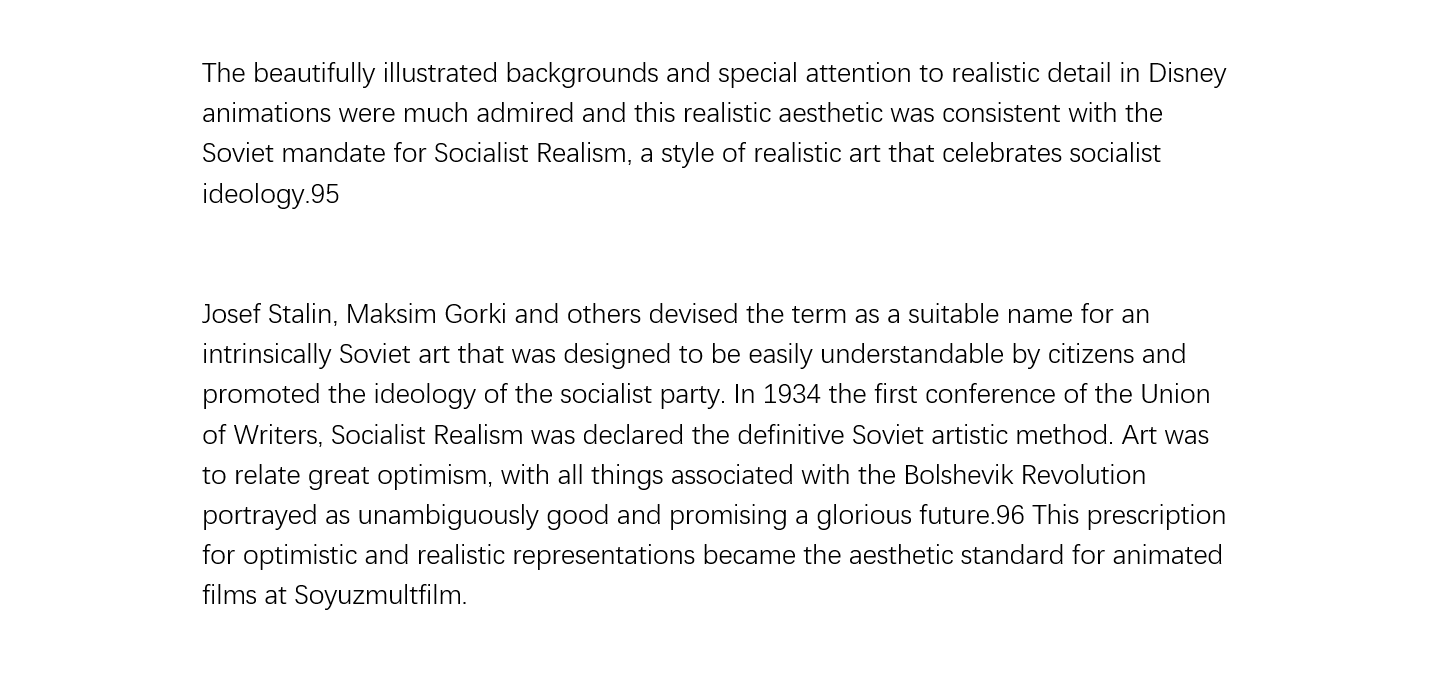 The beautifully illustrated backgrounds and special attention to realistic detail in Disney
animations were much admired and this realistic aesthetic was consistent with the
Soviet mandate for Socialist Realism, a style of realistic art that celebrates socialist
ideology.95
Josef Stalin, Maksim Gorki and others devised the term as a suitable name for an
intrinsically Soviet art that was designed to be easily understandable by citizens and
promoted the ideology of the socialist party. In 1934 the first conference of the Union
of Writers, Socialist Realism was declared the definitive Soviet artistic method. Art was
to relate great optimism, with all things associated with the Bolshevik Revolution
portrayed as unambiguously good and promising a glorious future.96 This prescription
for optimistic and realistic representations became the aesthetic standard for animated
films at Soyuzmultfilm.